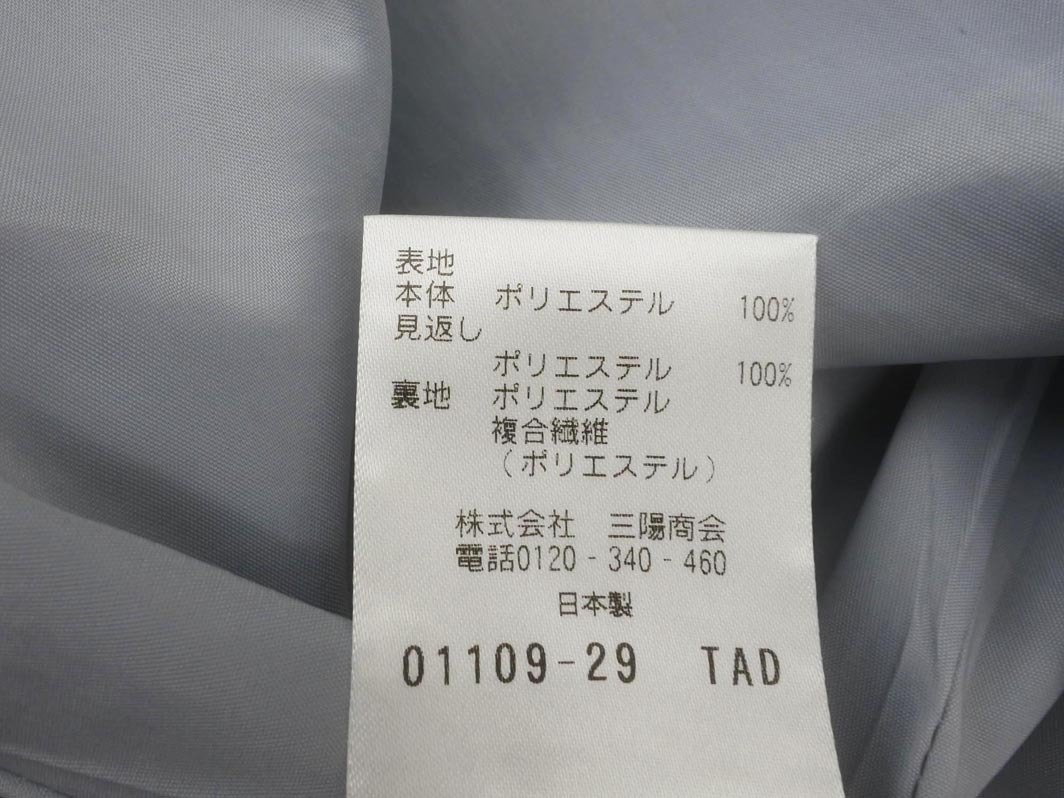 表地
本体 ポリエステル 100%
見返し
ポリエステル 100%
裏地 ポリエステル
複合繊維
（ポリエステル）
株式会社 三陽商会
電話0120-340-460
日本製
01109-29 TAD